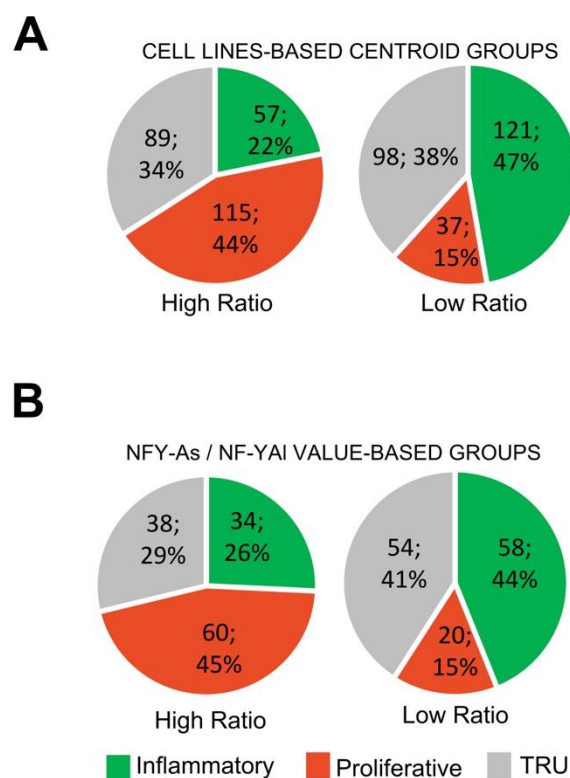 A
CELL LINES-BASED CENTROID GROUPS
89;
34%
57;
22%
115;
44%
High Ratio
98; 38%
121;
47%
37;
15%
Low Ratio
B
NFY-As / NF-YAl VALUE-BASED GROUPS
38;
29%
34;
26%
60;
45%
High Ratio
54;
41%
58;
44%
20;
15%
Low Ratio
Inflammatory
Proliferative
TRU